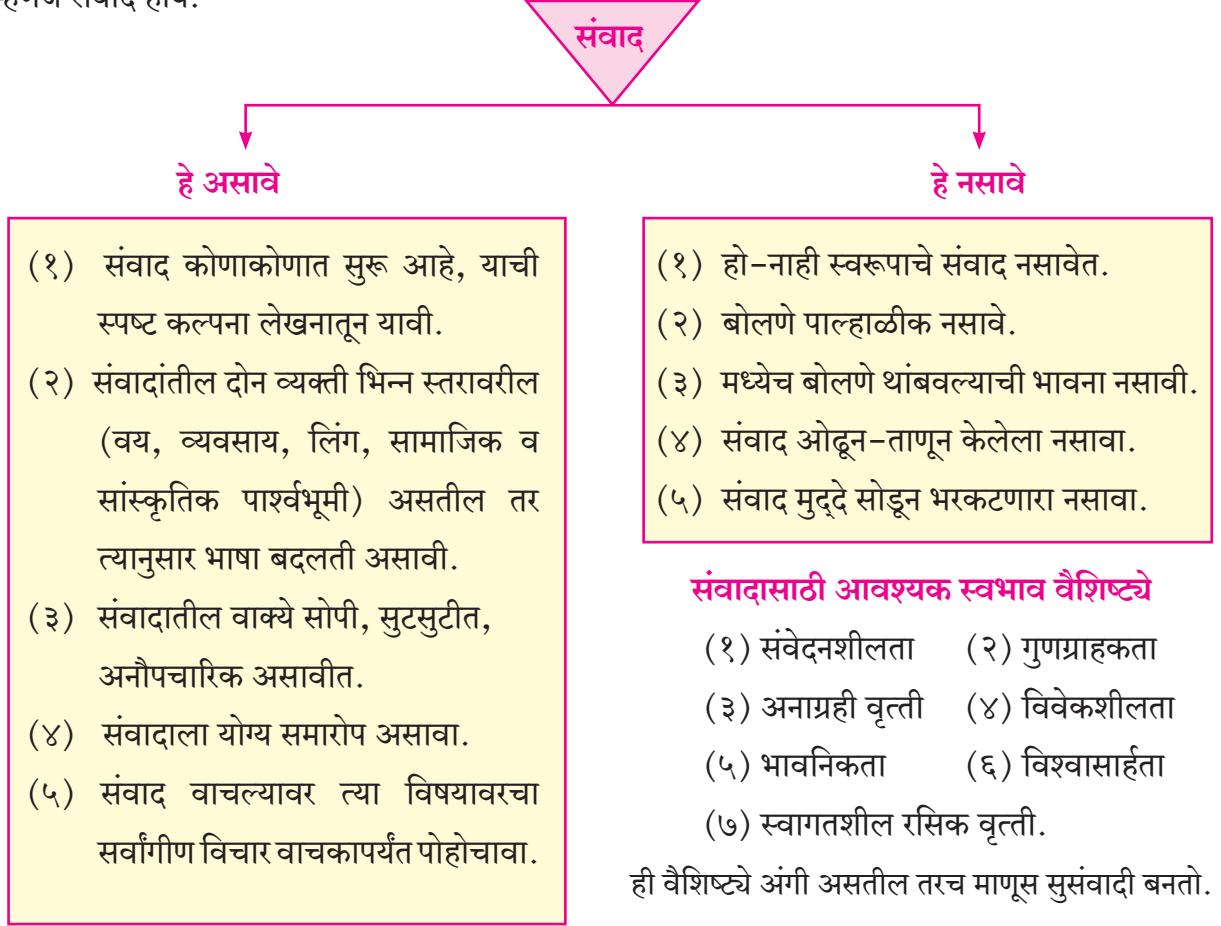 संवाद होय.
संवाद
हे असावे
(१) संवाद कोणाकोणात सुरू आहे, याची
स्पष्ट कल्पना लेखनातून यावी.
(२) संवादांतील दोन व्यक्ती भिन्न स्तरावरील
(वय, व्यवसाय, लिंग, सामाजिक व
सांस्कृतिक पार्श्वभूमी) असतील तर
त्यानुसार भाषा बदलती असावी.
(३) संवादातील वाक्ये सोपी, सुटसुटीत,
अनौपचारिक असावीत.
(४) संवादाला योग्य समारोप असावा.
(५) संवाद वाचल्यावर त्या विषयावरचा
सर्वांगीण विचार वाचकापर्यंत पोहोचावा.
हे नसावे
(१) हो-नाही स्वरूपाचे संवाद नसावेत.
(२) बोलणे पाल्हाळीक नसावे.
(३) मध्येच बोलणे थांबवल्याची भावना नसावी.
(४) संवाद ओढून-ताणून केलेला नसावा.
(५) संवाद मुद्‌दे सोडून भरकटणारा नसावा.
संवादासाठी आवश्यक स्वभाव वैशिष्ट्ये
(१) संवेदनशीलता (२) गुणग्राहकता
(३) अनाग्रही वृत्ती (४) विवेकशीलता
(५) भावनिकता (६) विश्वासार्हता
(७) स्वागतशील रसिक वृत्ती.
ही वैशिष्ट्ये अंगी असतील तरच माणूस सुसंवादी बनतो.